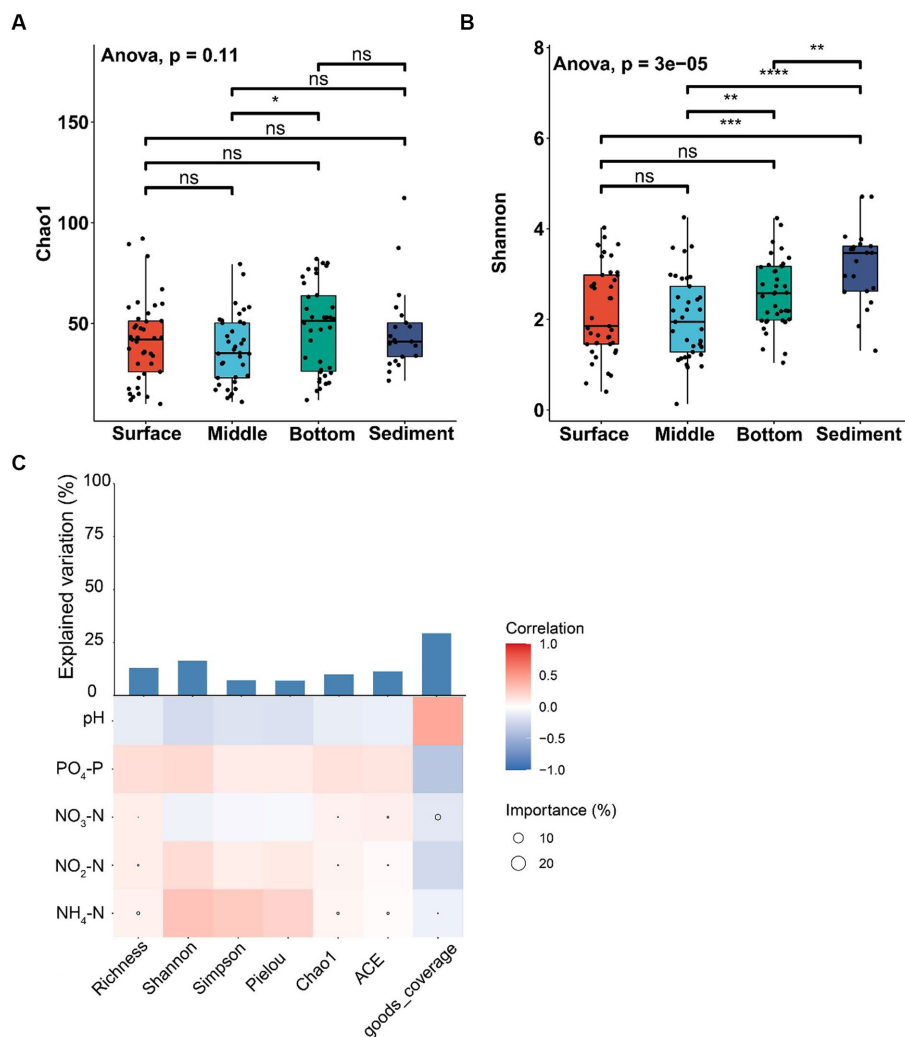 A
Anova, p = 0.11
ns
ns
*
ns
ns
ns
150
100
50
Chao1
Surface Middle Bottom Sediment
B
8
Anova, p = 3e−05
**
****
**
***
ns
ns
6
4
2
0
Shannon
Surface Middle Bottom Sediment
C
100
75
50
25
0
Explained variation (%)
pH
PO₄-P
NO₃-N
NO₂-N
NH₄-N
Richness
Shannon
Simpson
Pielou
Chao1
ACE
goods_coverage
Correlation
1.0
0.5
0.0
−0.5
−1.0
Importance (%)
10
20